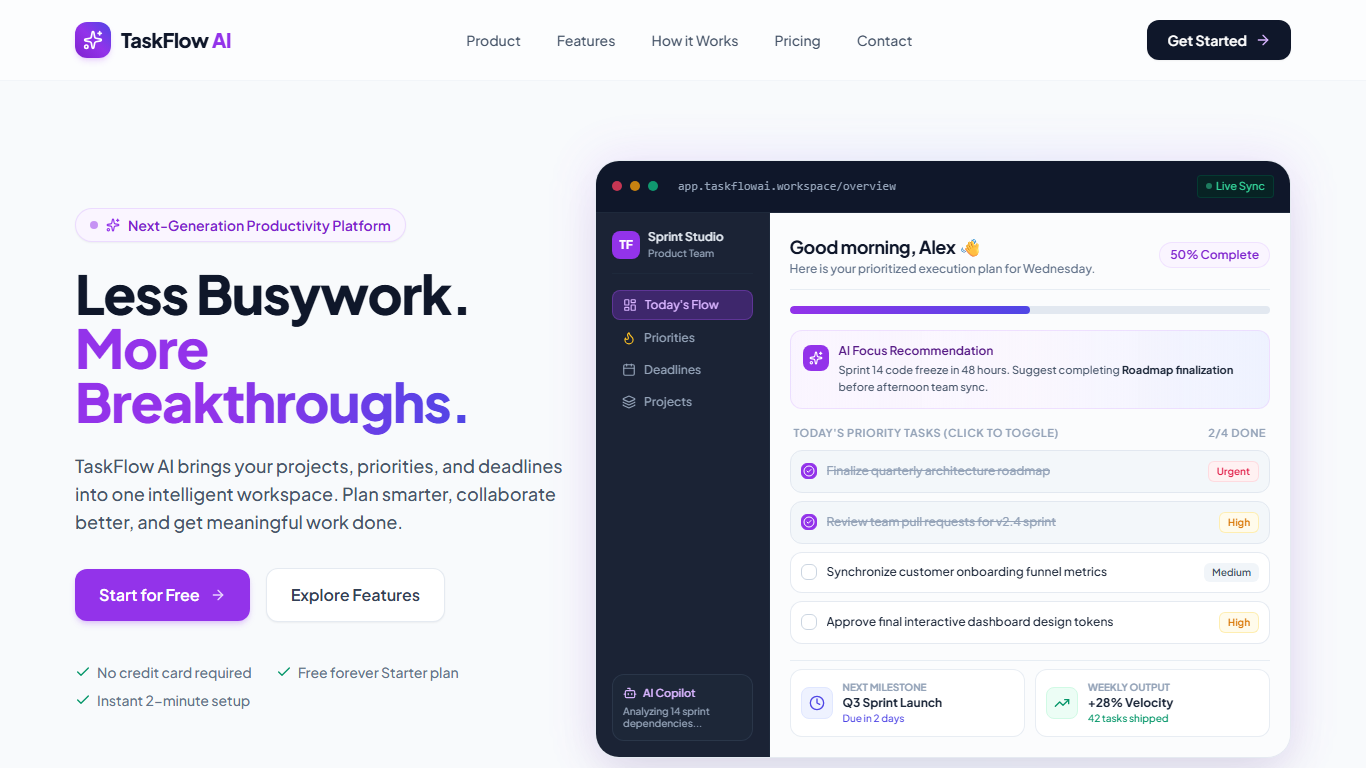 TaskFlow AI
Product
Features
How it Works
Pricing
Contact
Get Started
Next-Generation Productivity Platform
Less Busywork.
More
Breakthroughs.
TaskFlow AI brings your projects, priorities, and deadlines
into one intelligent workspace. Plan smarter, collaborate
better, and get meaningful work done.
Start for Free
Explore Features
No credit card required
Free forever Starter plan
Instant 2-minute setup
app.taskflowai.workspace/overview
Live Sync
TF
Sprint Studio
Product Team
Today's Flow
Priorities
Deadlines
Projects
AI Copilot
Analyzing 14 sprint
dependencies...
Good morning, Alex 👋
Here is your prioritized execution plan for Wednesday.
50% Complete
AI Focus Recommendation
Sprint 14 code freeze in 48 hours. Suggest completing Roadmap finalization
before afternoon team sync.
TODAY'S PRIORITY TASKS (CLICK TO TOGGLE)
2/4 DONE
Finalize quarterly architecture roadmap
Urgent
Review team pull requests for v2.4 sprint
High
Synchronize customer onboarding funnel metrics
Medium
Approve final interactive dashboard design tokens
High
NEXT MILESTONE
Q3 Sprint Launch
Due in 2 days
WEEKLY OUTPUT
+28% Velocity
42 tasks shipped